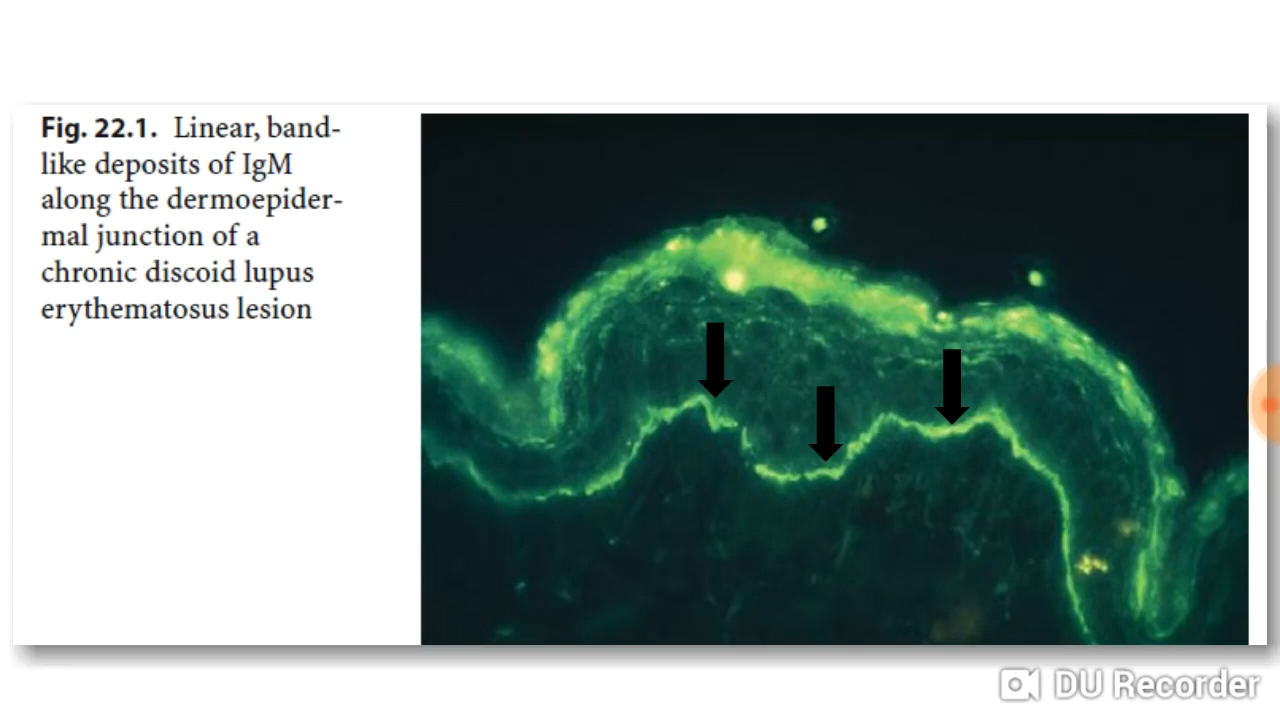 Fig. 22.1. Linear, band-
like deposits of IgM
along the dermoepider-
mal junction of a
chronic discoid lupus
erythematosus lesion
DU Recorder